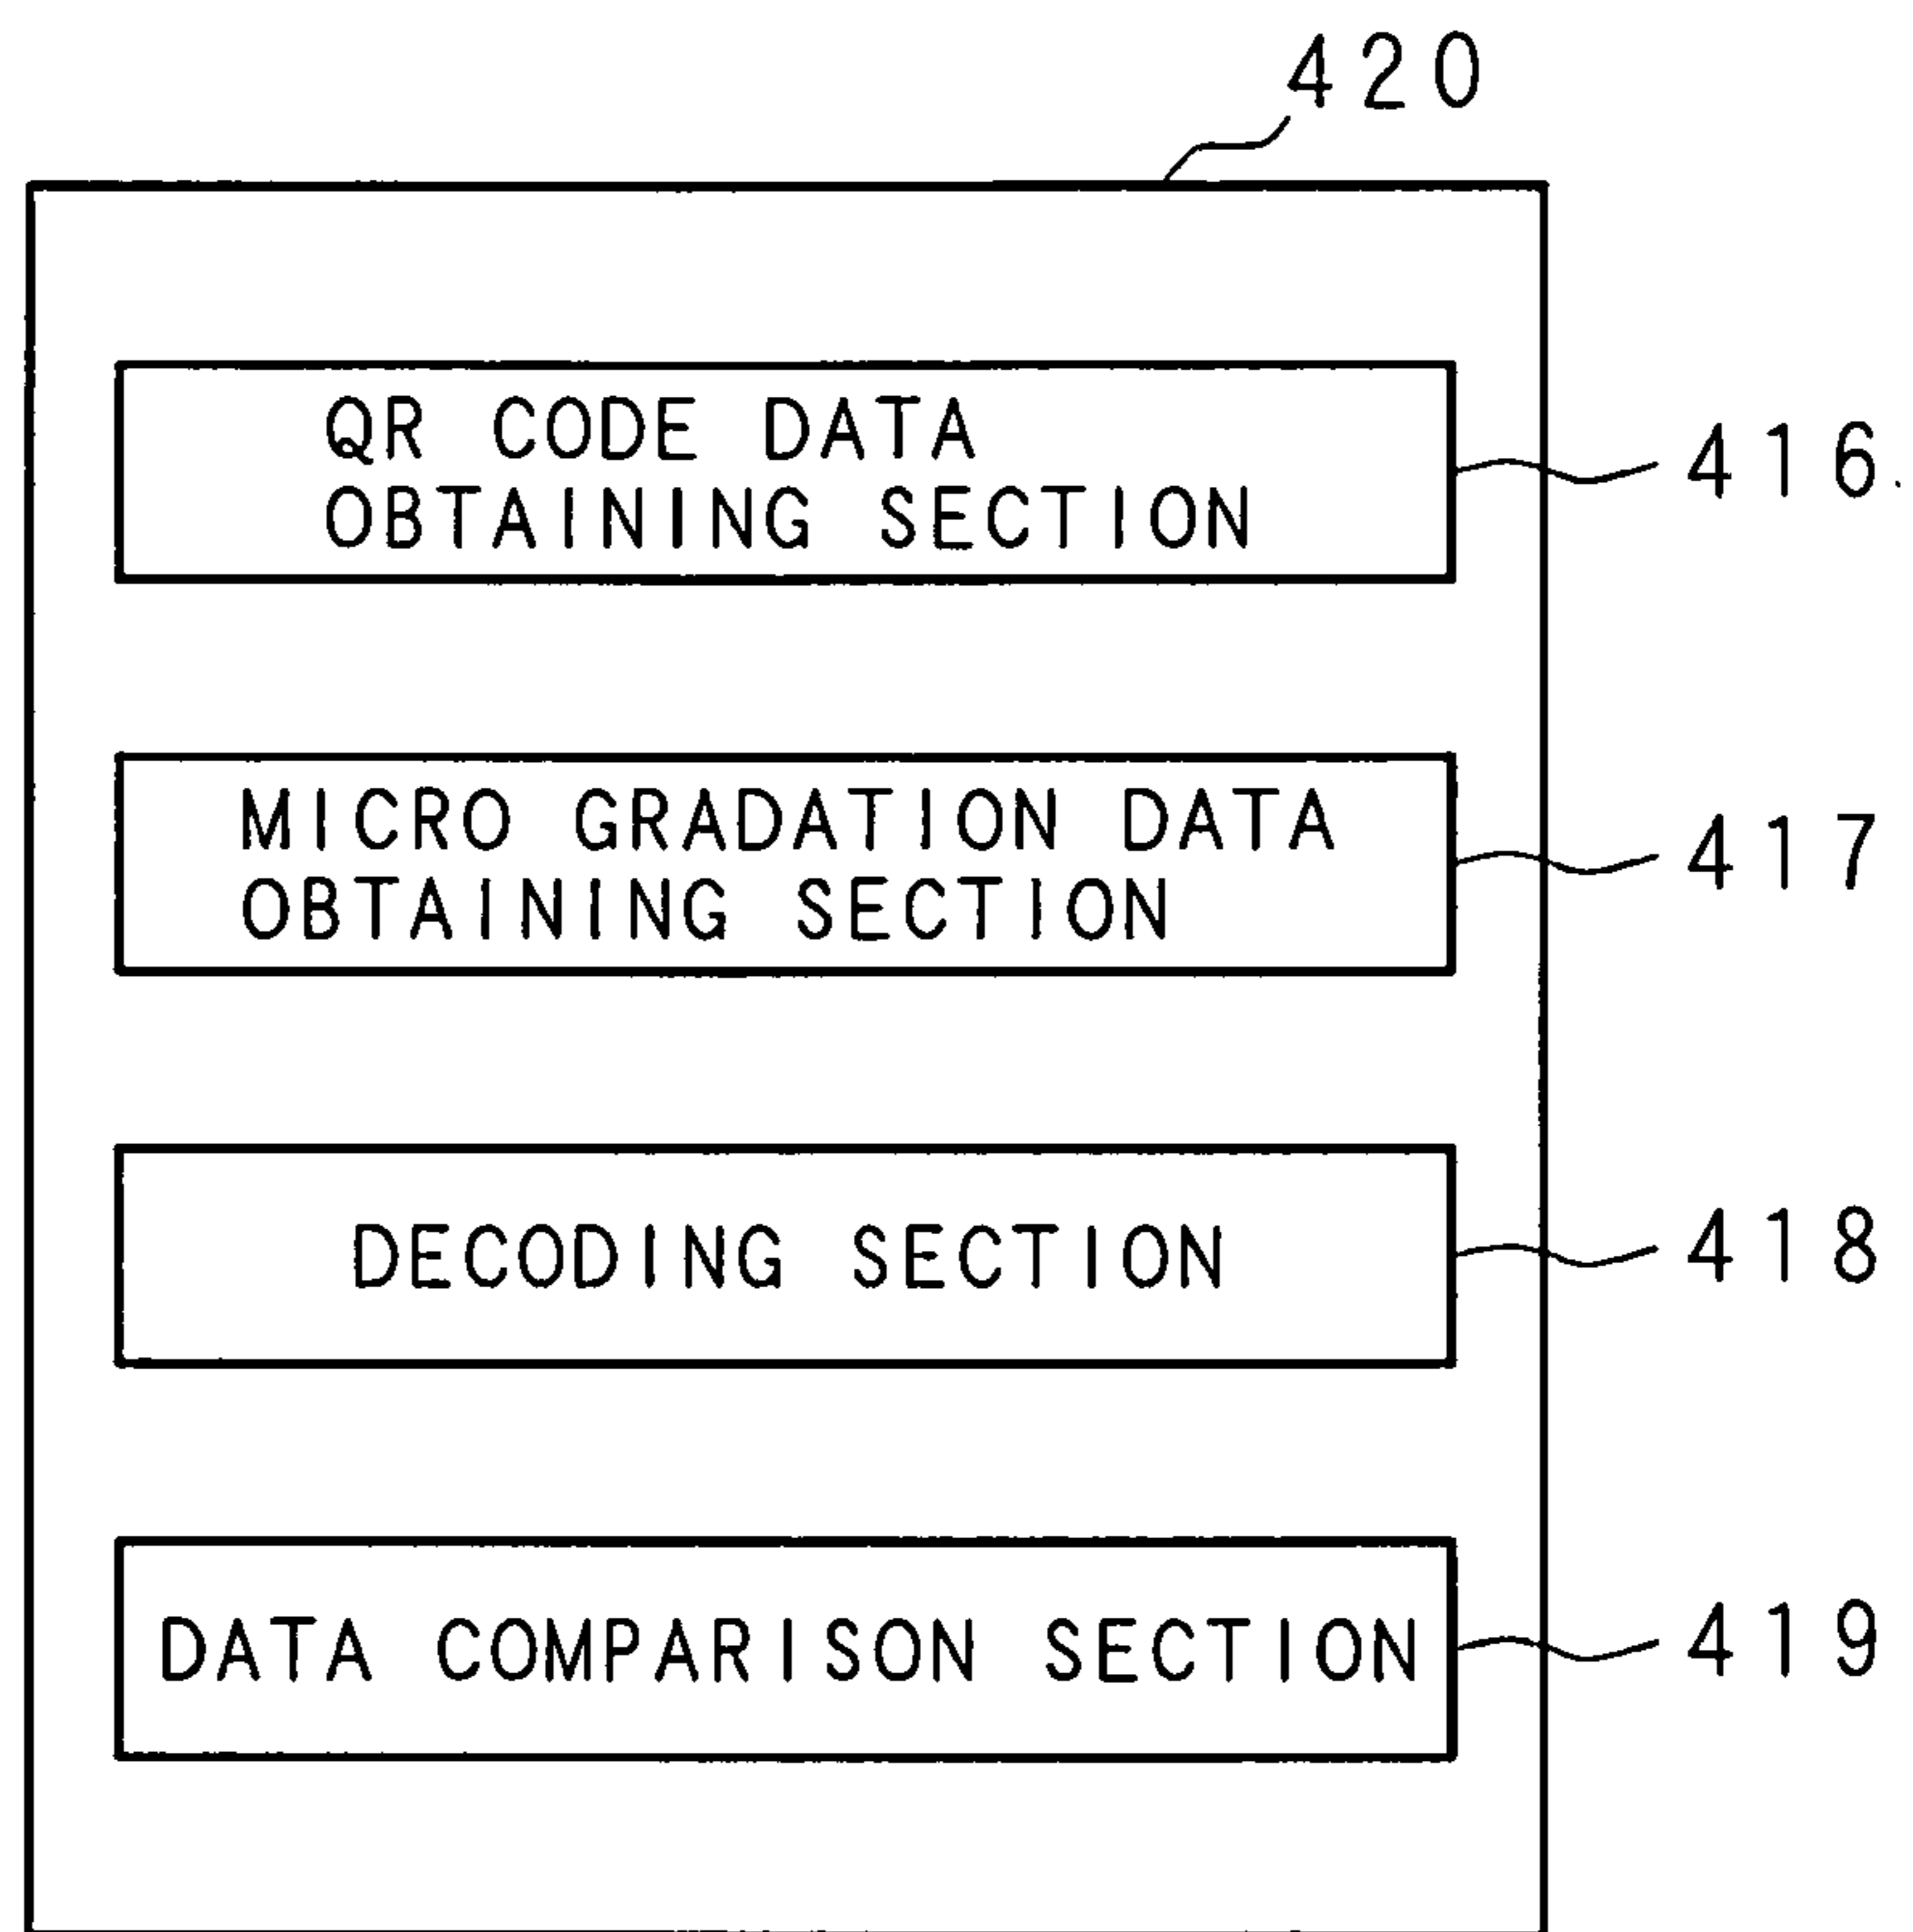 420
QR CODE DATA
OBTAINING SECTION
416
MICRO GRADATION DATA
OBTAINING SECTION
417
DECODING SECTION
418
DATA COMPARISON SECTION
419